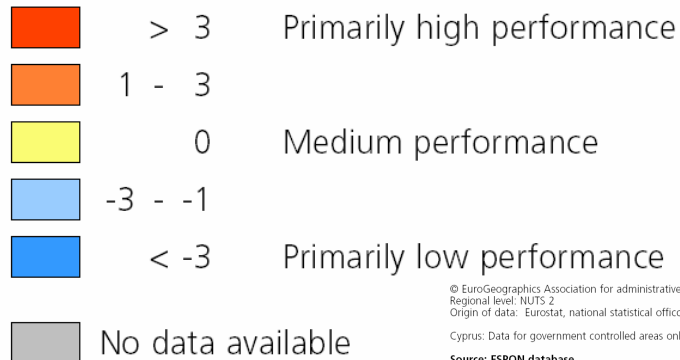 > 3 Primarily high performance
1 - 3
0 Medium performance
-3 - -1
< -3 Primarily low performance
© EuroGeographics Association for administrative
Regional level: NUTS 2
Origin of data: Eurostat, national statistical
No data available
Cyprus: Data for government controlled areas
Source: ESPON database